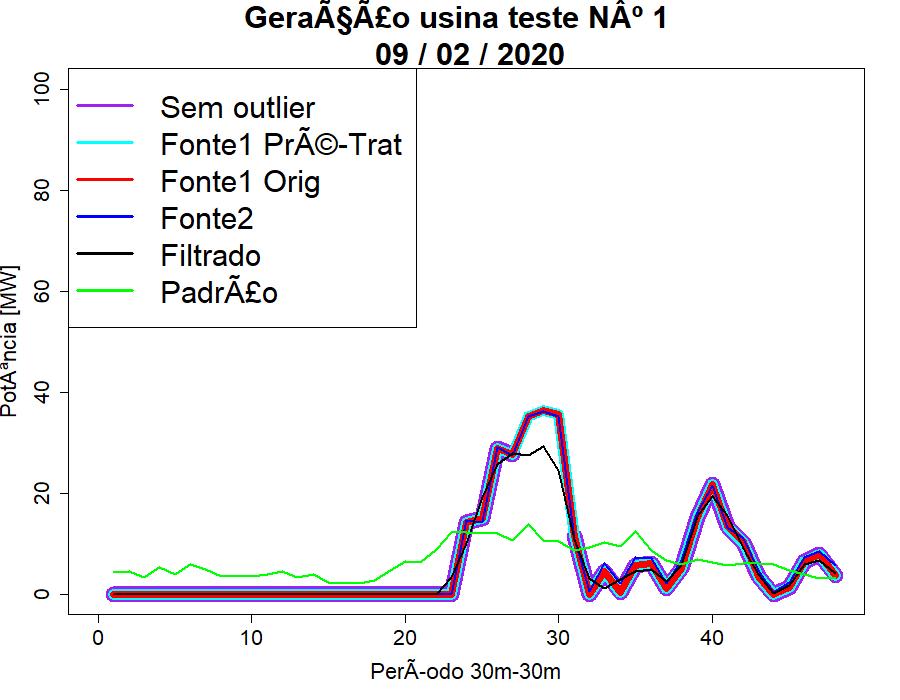 GeraÃ§Ã£o usina teste NÂº 1
09 / 02 / 2020
Sem outlier
Fonte1 PrÃ©-Trat
Fonte1 Orig
Fonte2
Filtrado
PadrÃ£o
PotÃªncia [MW]
100
80
60
40
20
0
0
10
20
30
40
PerÃ­odo 30m-30m